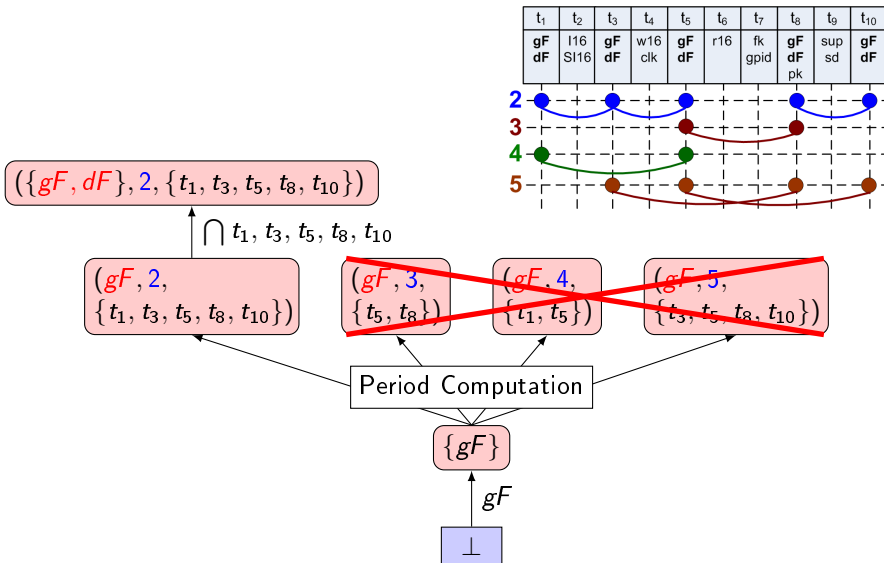 t₁ t₂ t₃ t₄ t₅ t₆ t₇ t₈ t₉ t₁₀
gF I16 gF w16 gF r16 fk gF sup gF
dF SI16 dF clk dF gpid dF sd dF
pk
2
3
4
5
({gF, dF}, 2, {t₁, t₃, t₅, t₈, t₁₀})
⋂ t₁, t₃, t₅, t₈, t₁₀
(gF, 2,
{t₁, t₃, t₅, t₈, t₁₀})
(gF, 3,
{t₅, t₈})
(gF, 4,
{t₁, t₅})
(gF, 5,
{t₃, t₅, t₈, t₁₀})
Period Computation
{gF}
gF
⊥